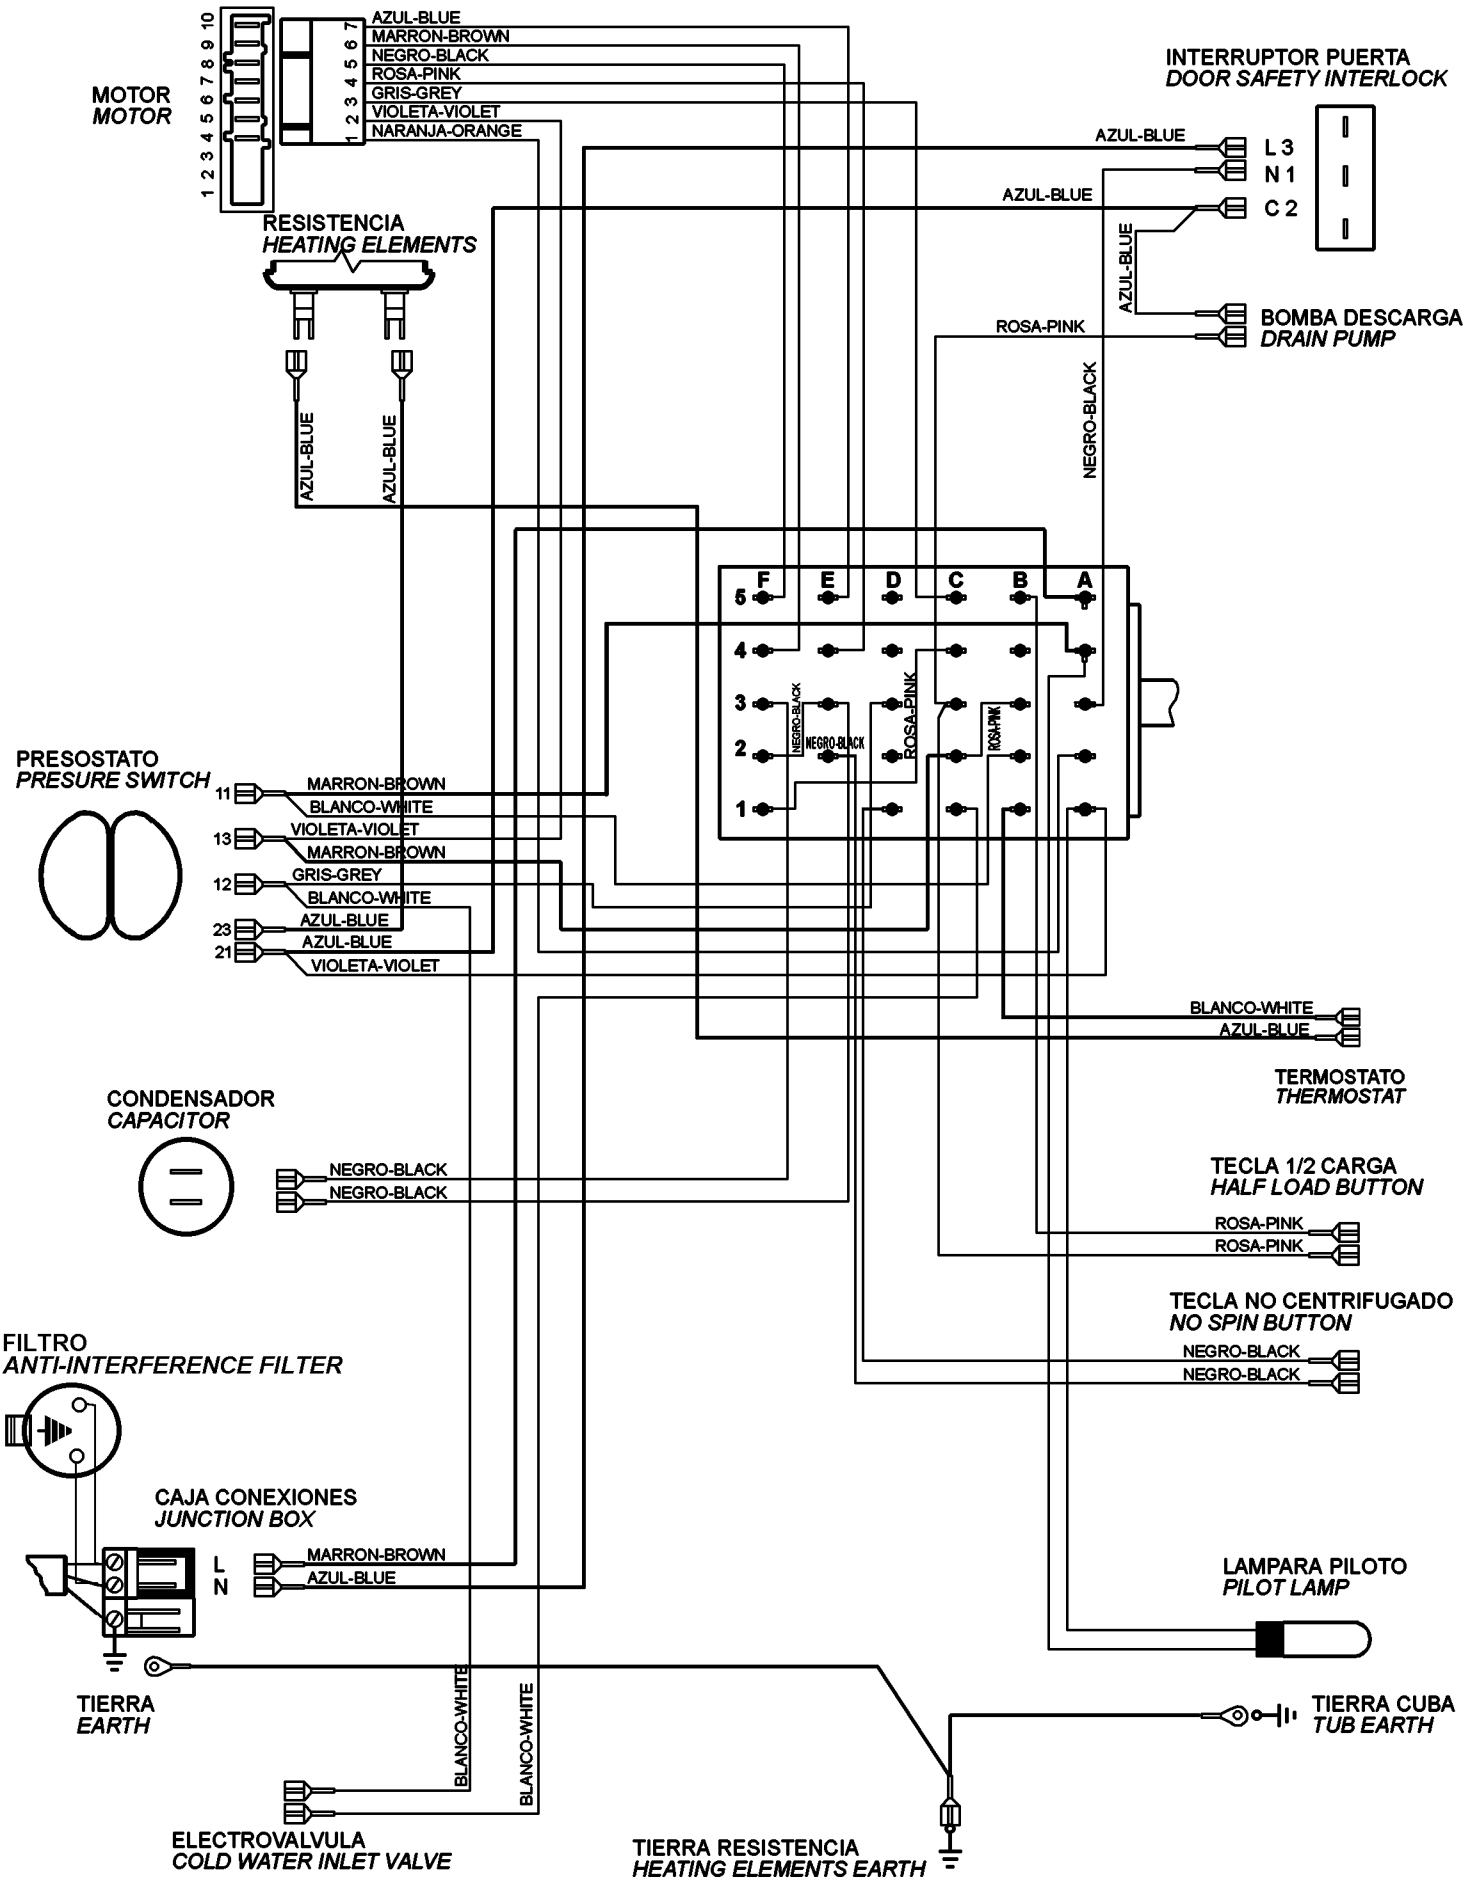 MOTOR
MOTOR
10
9
8
7
6
5
4
3
2
1
7
6
5
4
3
2
1
AZUL-BLUE
MARRON-BROWN
NEGRO-BLACK
ROSA-PINK
GRIS-GREY
VIOLETA-VIOLET
NARANJA-ORANGE
INTERRUPTOR PUERTA
DOOR SAFETY INTERLOCK
AZUL-BLUE
L 3
N 1
AZUL-BLUE
C 2
AZUL-BLUE
RESISTENCIA
HEATING ELEMENTS
ROSA-PINK
BOMBA DESCARGA
DRAIN PUMP
AZUL-BLUE
AZUL-BLUE
NEGRO-BLACK
F
E
D
C
B
A
5
4
3
2
1
NEGRO-BLACK
NEGRO-BLACK
ROSA-PINK
ROSA-PINK
PRESOSTATO
PRESURE SWITCH
11
MARRON-BROWN
BLANCO-WHITE
13
VIOLETA-VIOLET
MARRON-BROWN
12
GRIS-GREY
BLANCO-WHITE
23
AZUL-BLUE
21
AZUL-BLUE
VIOLETA-VIOLET
BLANCO-WHITE
AZUL-BLUE
TERMOSTATO
THERMOSTAT
CONDENSADOR
CAPACITOR
NEGRO-BLACK
NEGRO-BLACK
TECLA 1/2 CARGA
HALF LOAD BUTTON
ROSA-PINK
ROSA-PINK
TECLA NO CENTRIFUGADO
NO SPIN BUTTON
NEGRO-BLACK
NEGRO-BLACK
FILTRO
ANTI-INTERFERENCE FILTER
CAJA CONEXIONES
JUNCTION BOX
L
N
MARRON-BROWN
AZUL-BLUE
LAMPARA PILOTO
PILOT LAMP
TIERRA
EARTH
BLANCO-WHITE
BLANCO-WHITE
TIERRA CUBA
TUB EARTH
ELECTROVALVULA
COLD WATER INLET VALVE
TIERRA RESISTENCIA
HEATING ELEMENTS EARTH